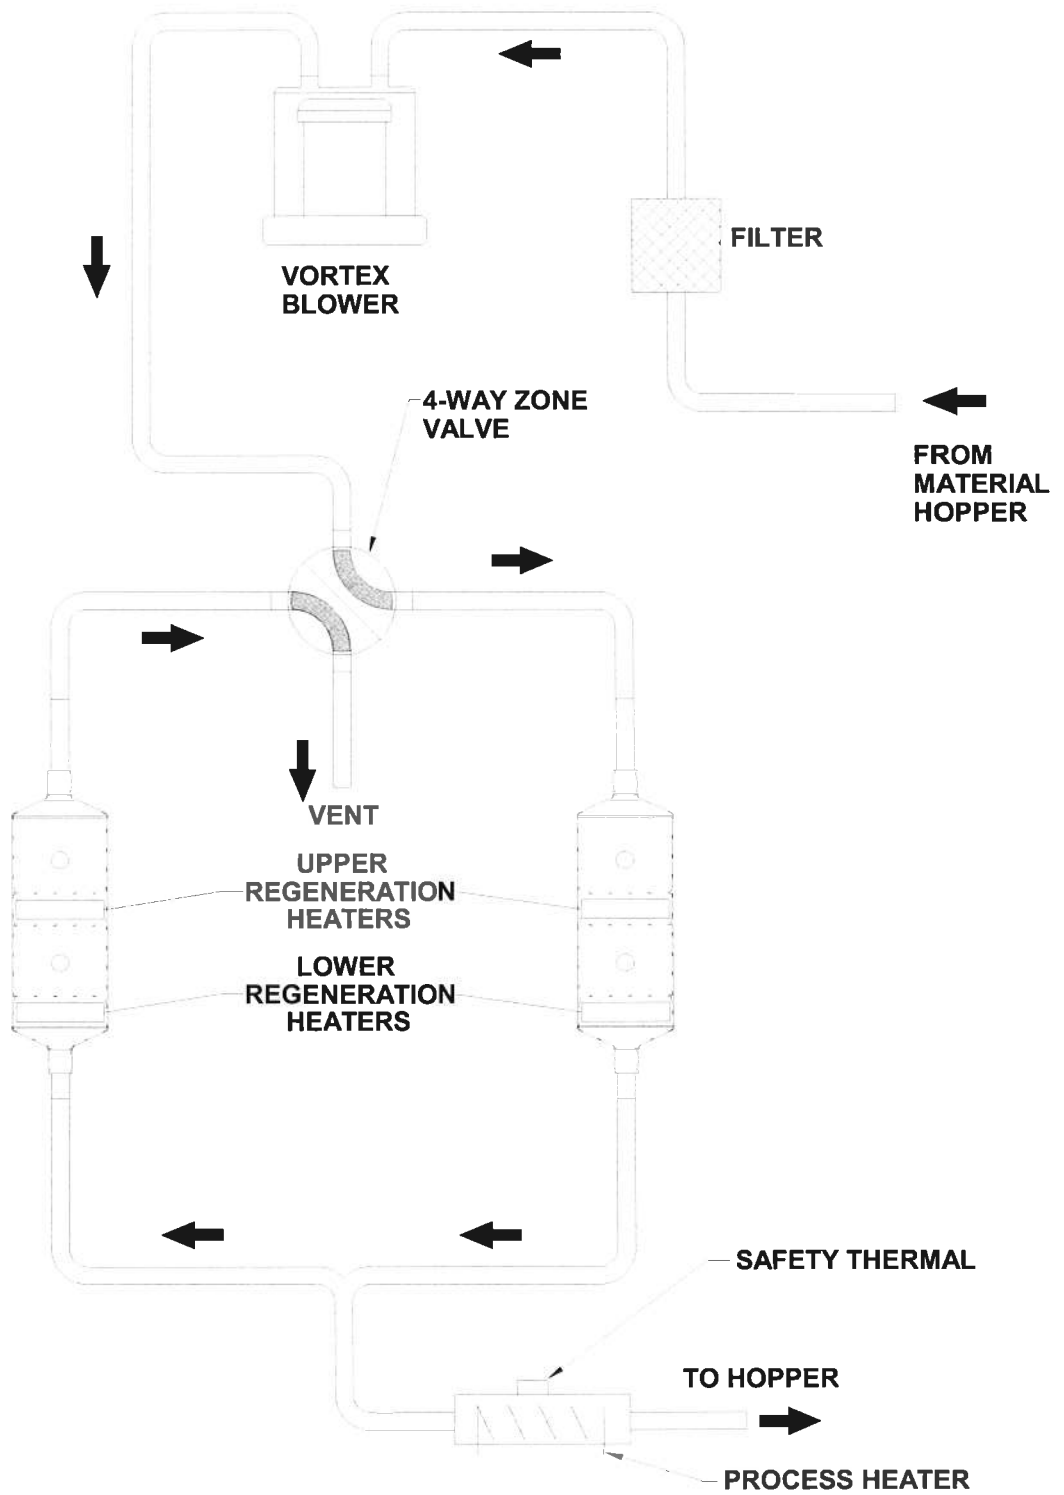 FILTER
VORTEX
BLOWER
4-WAY ZONE
VALVE
FROM
MATERIAL
HOPPER
VENT
UPPER
REGENERATION
HEATERS
LOWER
REGENERATION
HEATERS
SAFETY THERMAL
TO HOPPER
PROCESS HEATER